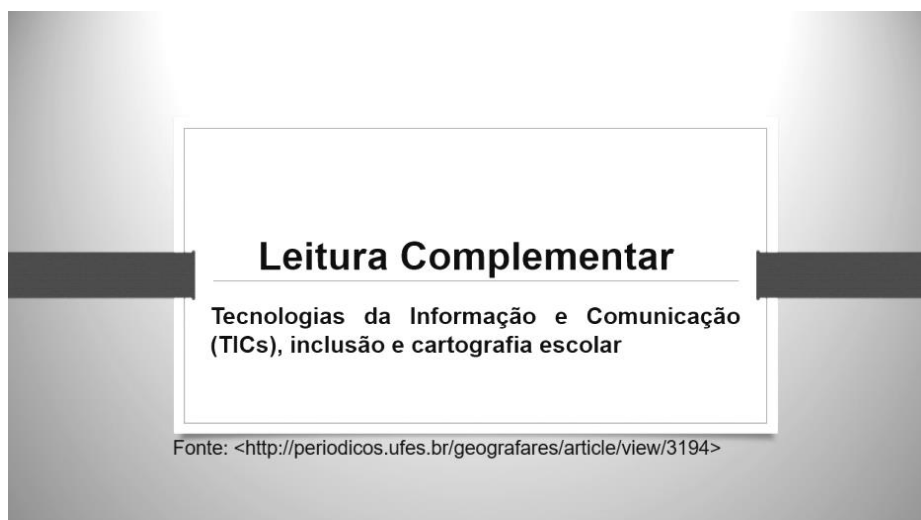 Leitura Complementar
Tecnologias da Informação e Comunicação
(TICs), inclusão e cartografia escolar
Fonte: <http://periodicos.ufes.br/geografares/article/view/3194>